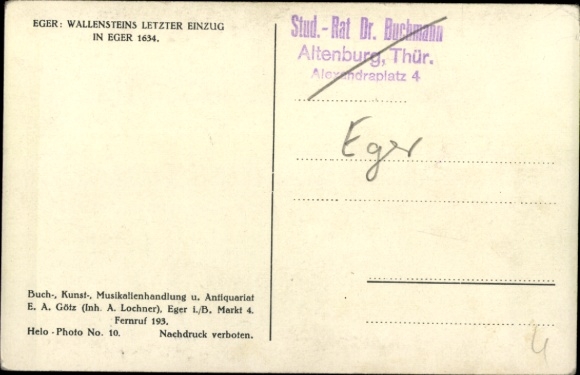 EGER: WALLENSTEINS LETZTER EINZUG
IN EGER 1634.
Stud.-Rat Dr. Buchmann
Altenburg, Thür.
Alexandraplatz 4
Eger
Buch-, Kunst-, Musikalienhandlung u. Antiquariat
E. A. Götz (Inh. A. Lochner), Eger i./B. Markt 4.
Fernruf 193.
Helo-Photo No. 10. Nachdruck verboten.